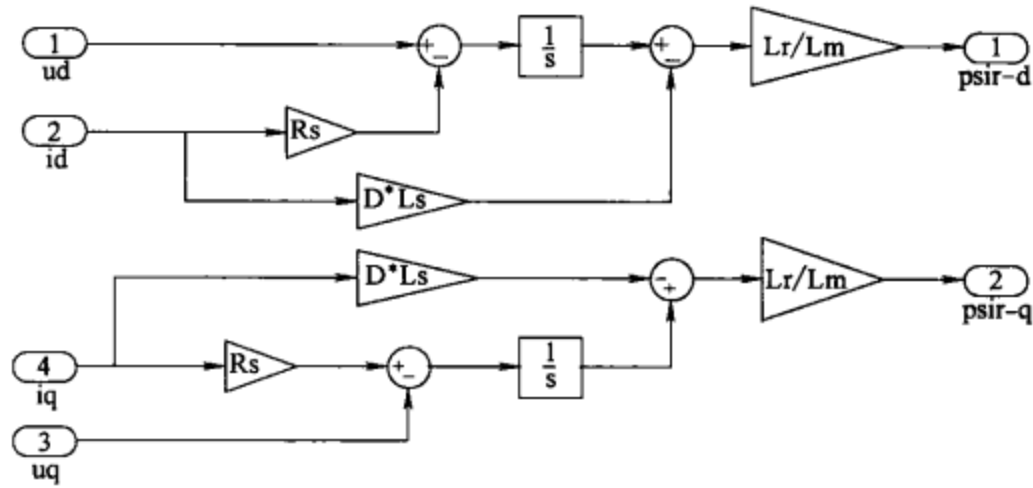 1
ud
+
−
1
s
+
−
Lr/Lm
1
psir-d
2
id
Rs
D*Ls
D*Ls
-
+
Lr/Lm
2
psir-q
4
iq
Rs
+
−
1
s
3
uq